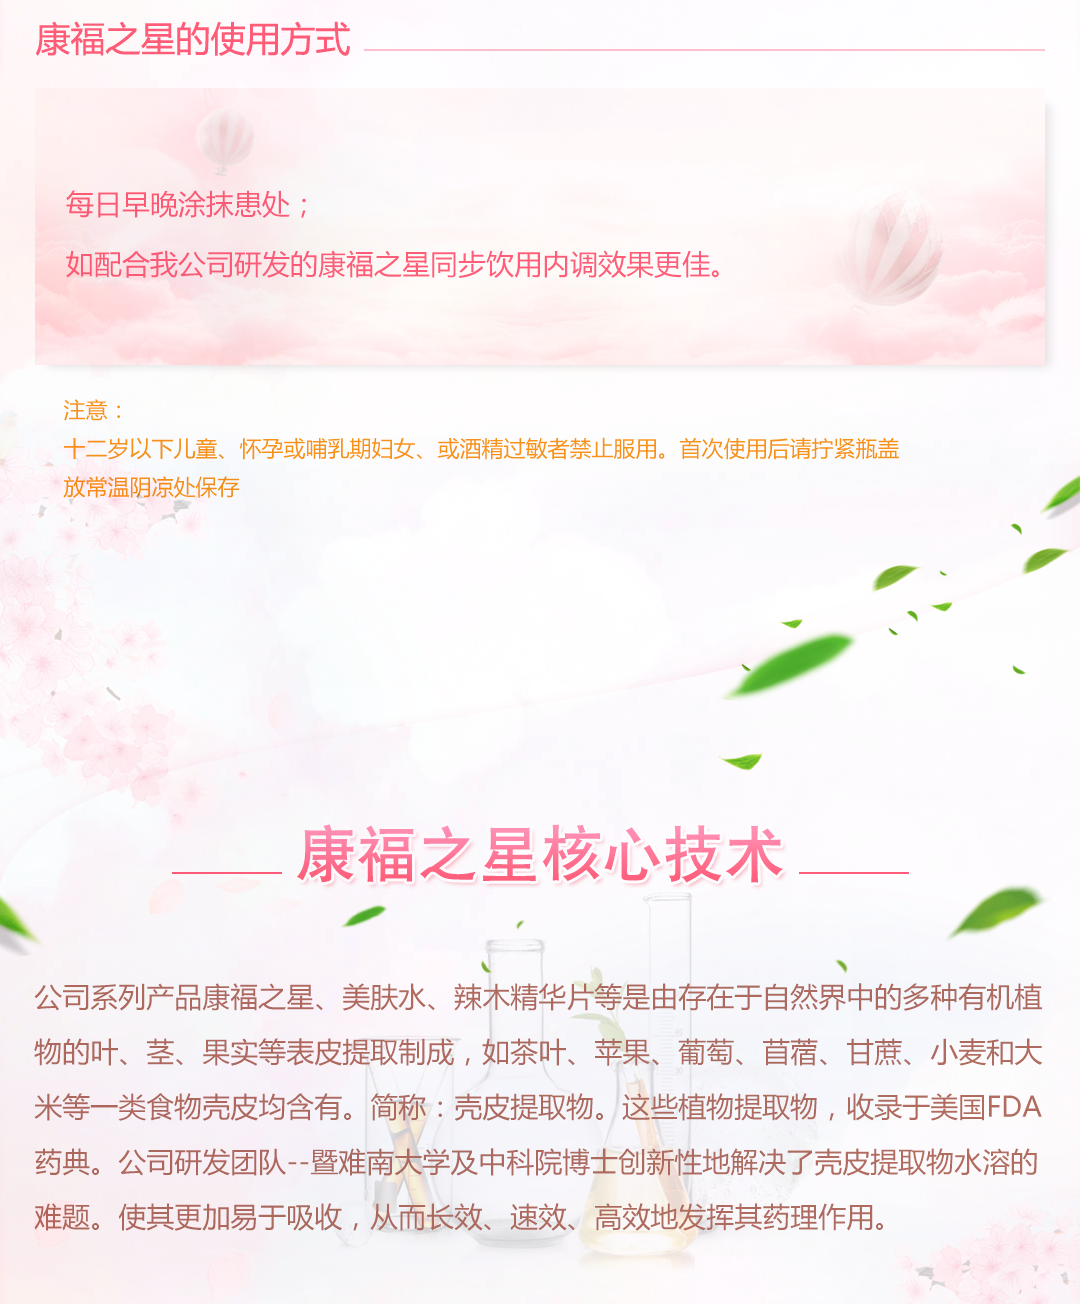 康福之星的使用方式
每日早晚涂抹患处；
如配合我公司研发的康福之星同步饮用内调效果更佳。
注意：
十二岁以下儿童、怀孕或哺乳期妇女、或酒精过敏者禁止服用。首次使用后请拧紧瓶盖
放常温阴凉处保存
康福之星核心技术
公司系列产品康福之星、美肤水、辣木精华片等是由存在于自然界中的多种有机植
物的叶、茎、果实等表皮提取制成，如茶叶、苹果、葡萄、苜蓿、甘蔗、小麦和大
米等一类食物壳皮均含有。简称：壳皮提取物。这些植物提取物，收录于美国FDA
药典。公司研发团队--暨难南大学及中科院博士创新性地解决了壳皮提取物水溶的
难题。使其更加易于吸收，从而长效、速效、高效地发挥其药理作用。